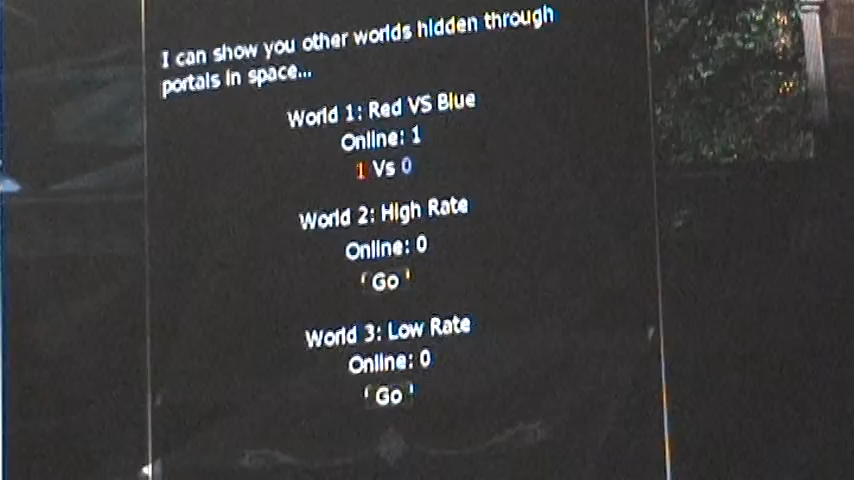 I can show you other worlds hidden through
portals in space...
World 1: Red VS Blue
Online: 1
1 Vs 0
World 2: High Rate
Online: 0
Go
World 3: Low Rate
Online: 0
Go